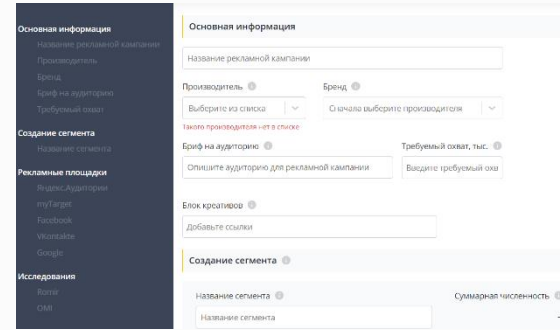 Основная информация
Название рекламной кампании
Производитель
Бренд
Бриф на аудиторию
Требуемый охват
Создание сегмента
Название сегмента
Рекламные площадки
Яндекс.Аудитории
myTarget
Facebook
VKontakte
Google
Исследования
Romir
OMI
Основная информация
Название рекламной кампании
Производитель Бренд
Выберите из списка Сначала выберите производителя
Такого производителя нет в списке
Бриф на аудиторию Требуемый охват, тыс.
Опишите аудиторию для рекламной кампании Введите требуемый охва
Блок креативов
Добавьте ссылки
Создание сегмента
Название сегмента Суммарная численность
Название сегмента -